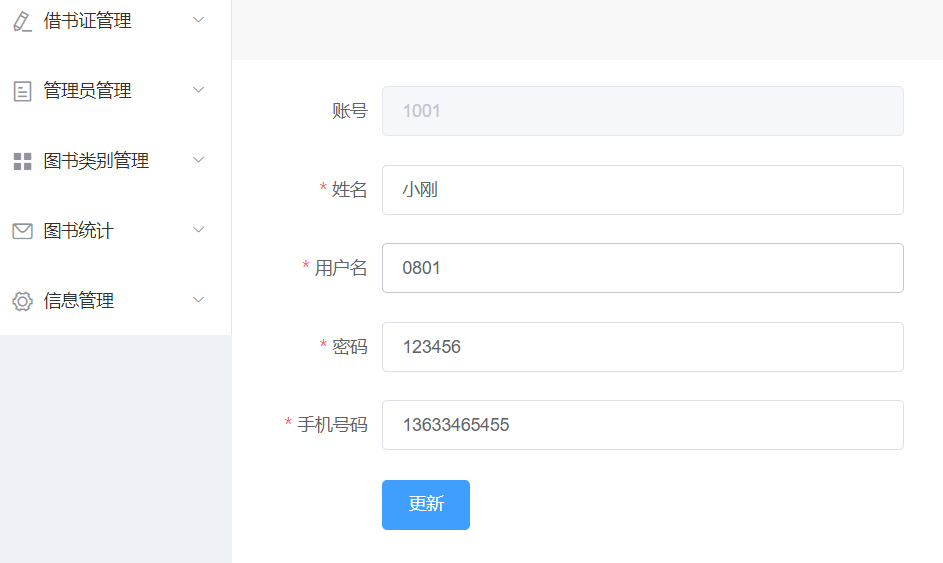 借书证管理
管理员管理
图书类别管理
图书统计
信息管理
账号 1001
* 姓名 小刚
* 用户名 0801
* 密码 123456
* 手机号码 13633465455
更新